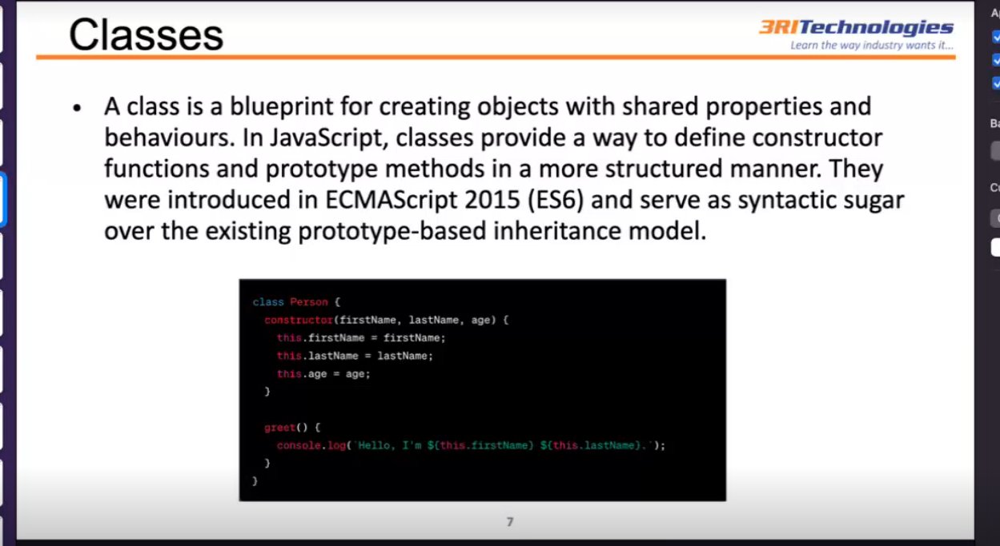 Classes
3RITechnologies
Learn the way industry wants it...
• A class is a blueprint for creating objects with shared properties and
behaviours. In JavaScript, classes provide a way to define constructor
functions and prototype methods in a more structured manner. They
were introduced in ECMAScript 2015 (ES6) and serve as syntactic sugar
over the existing prototype-based inheritance model.
class Person {
constructor(firstName, lastName, age) {
this.firstName = firstName;
this.lastName = lastName;
this.age = age;
}
greet() {
console.log(`Hello, I'm ${this.firstName} ${this.lastName}.`);
}
}
7